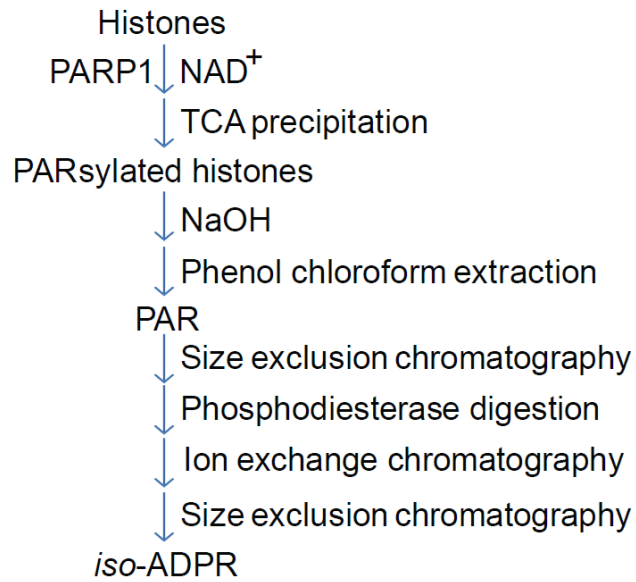 Histones
PARP1 NAD+
TCA precipitation
PARsylated histones
NaOH
Phenol chloroform extraction
PAR
Size exclusion chromatography
Phosphodiesterase digestion
Ion exchange chromatography
Size exclusion chromatography
iso-ADPR